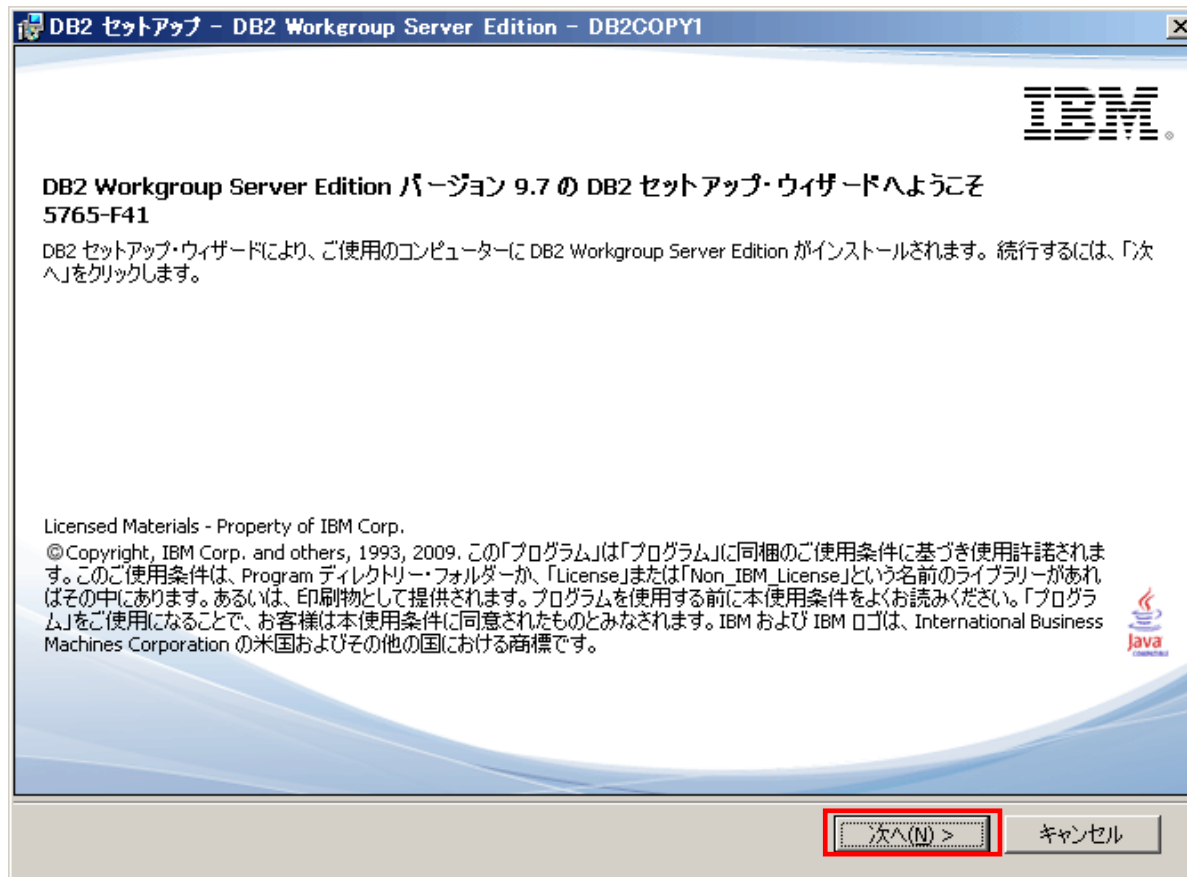 DB2 セットアップ - DB2 Workgroup Server Edition - DB2COPY1
IBM
DB2 Workgroup Server Edition バージョン 9.7 の DB2 セットアップ・ウィザードへようこそ
5765-F41
DB2 セットアップ・ウィザードにより、ご使用のコンピューターに DB2 Workgroup Server Edition がインストールされます。続行するには、「次
へ」をクリックします。
Licensed Materials - Property of IBM Corp.
©Copyright, IBM Corp. and others, 1993, 2009. この「プログラム」は「プログラム」に同梱のご使用条件に基づき使用許諾されま
す。このご使用条件は、Program ディレクトリー・フォルダーか、「License」または「Non_IBM_License」という名前のライブラリーがあれ
ばその中にあります。あるいは、印刷物として提供されます。プログラムを使用する前に本使用条件をよくお読みください。「プログラ
ム」をご使用になることで、お客様は本使用条件に同意されたものとみなされます。IBM および IBM ロゴは、International Business
Machines Corporation の米国およびその他の国における商標です。
Java
COMPATIBLE
次へ(N) >
キャンセル